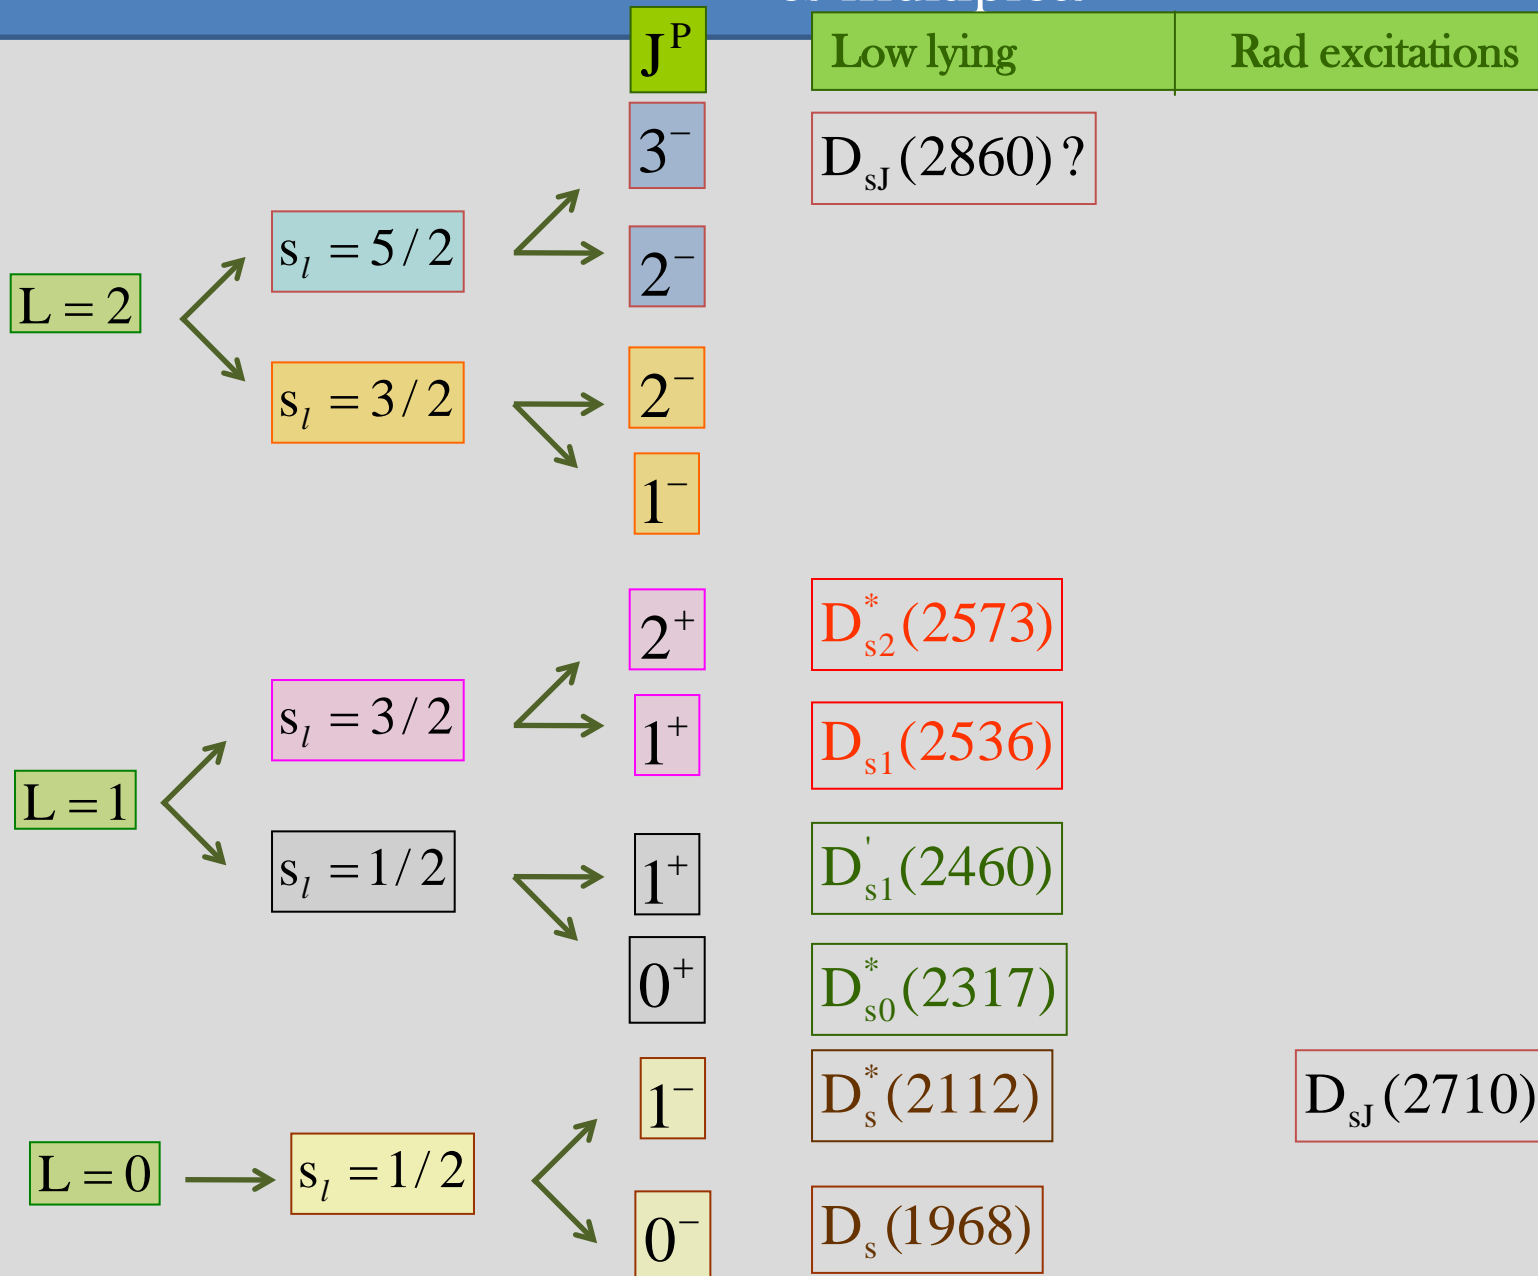 J^P Low lying Rad excitations
3^− D_sJ(2860)?
s_l = 5/2
2^−
L = 2
s_l = 3/2 2^−
1^−
2^+ D^*_s2(2573)
s_l = 3/2 1^+ D_s1(2536)
L = 1
s_l = 1/2 1^+ D^'_s1(2460)
0^+ D^*_s0(2317)
1^− D^*_s(2112) D_sJ(2710)
L = 0 s_l = 1/2
0^− D_s(1968)